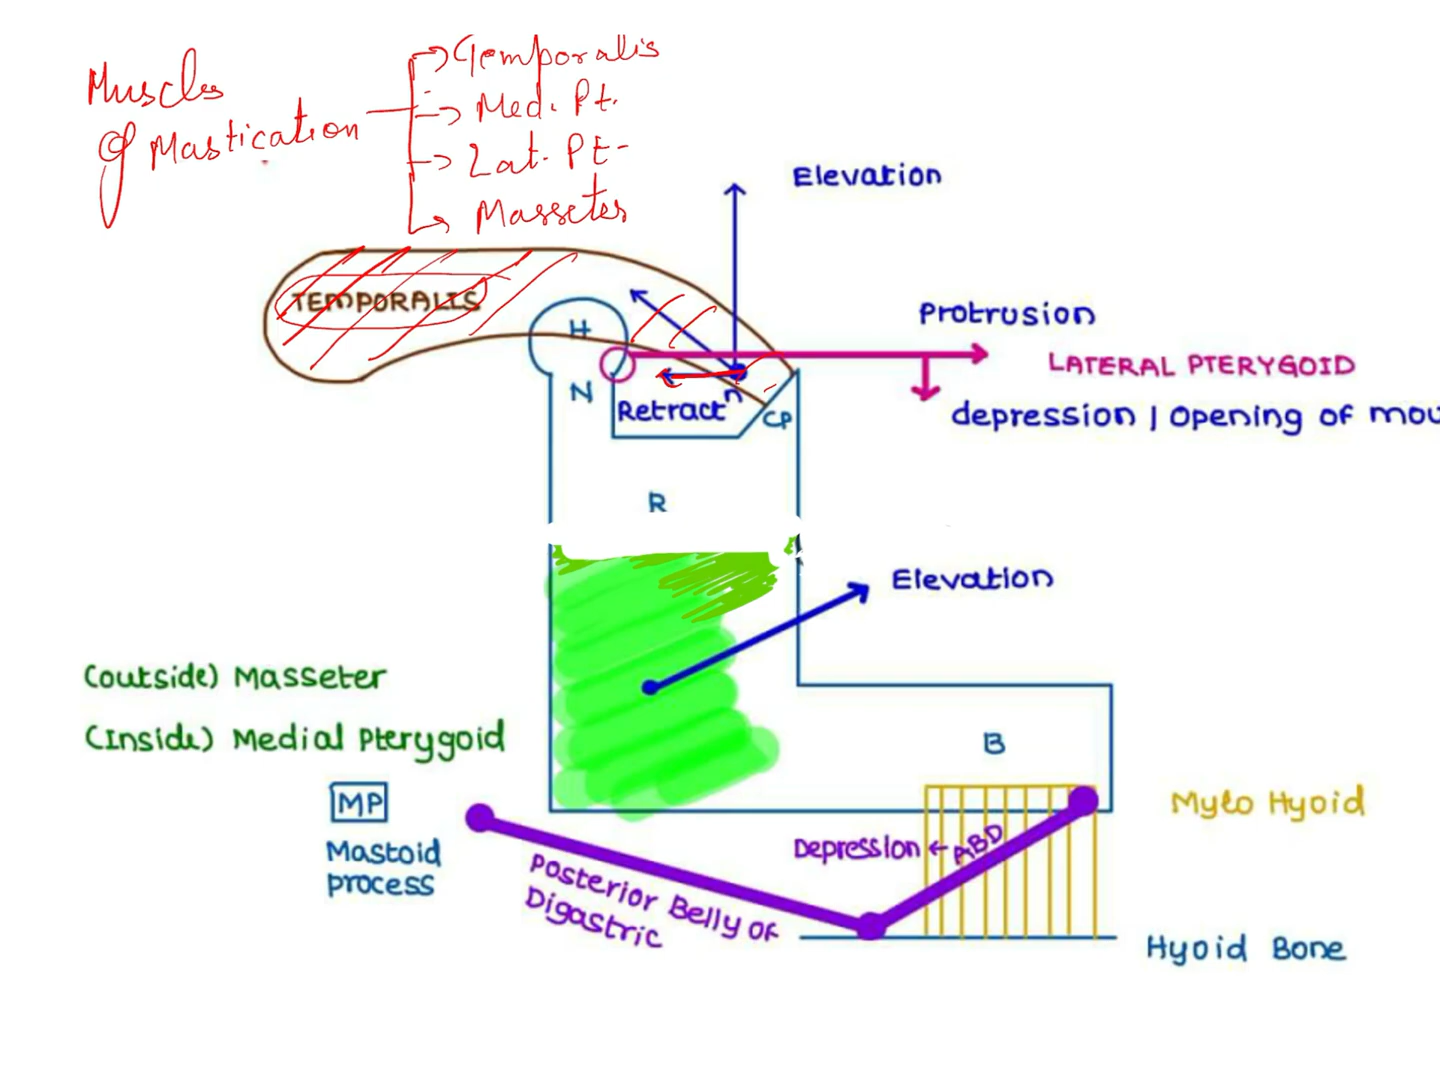 Muscles
of Mastication
Temporalis
Med. Pt.
Lat. Pt-
Masseter
Elevation
TEMPORALIS
H
Protrusion
LATERAL PTERYGOID
N
Retractn
CP
depression | Opening of mou
R
Elevation
(outside) Masseter
(Inside) Medial Pterygoid
B
MP
Mylo Hyoid
Mastoid
process
Depression ← ABD
Posterior Belly of
Digastric
Hyoid Bone